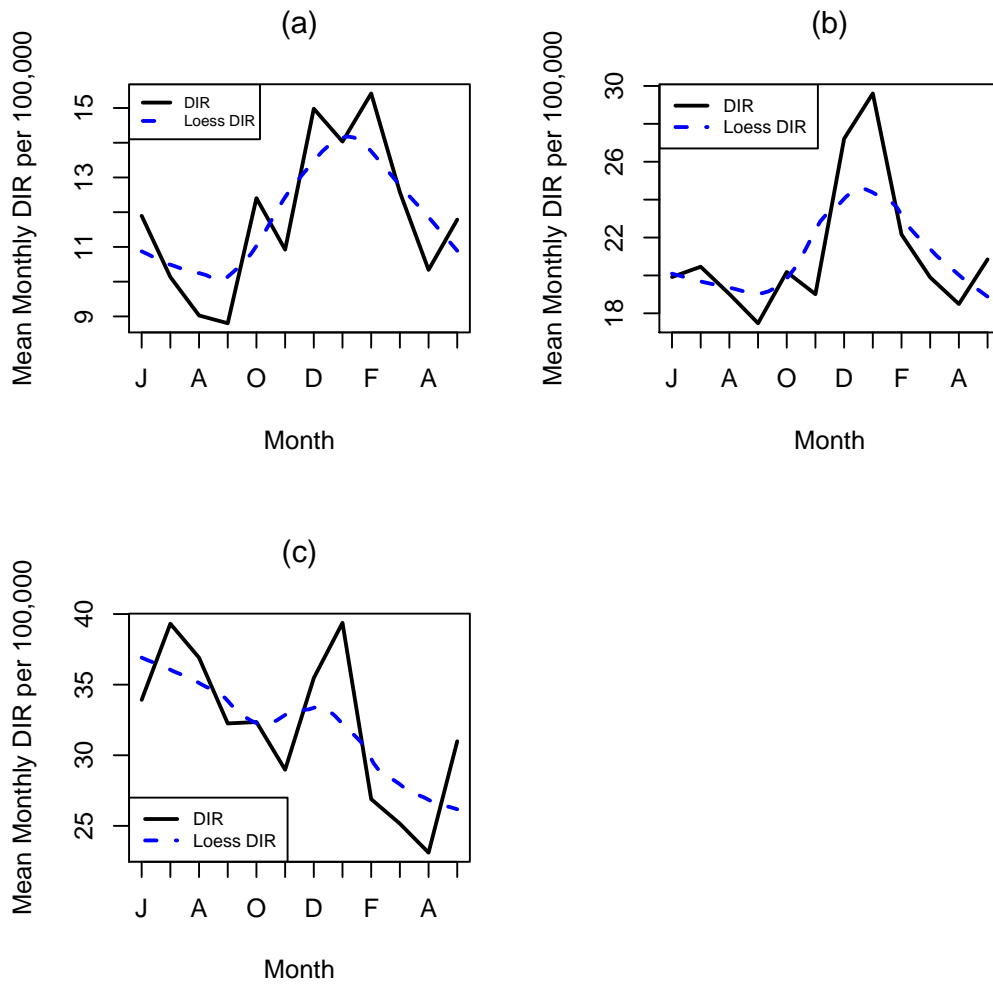 (a)
Mean Monthly DIR per 100,000
15
13
11
9
DIR
Loess DIR
J A O D F A
Month
(b)
Mean Monthly DIR per 100,000
30
26
22
18
DIR
Loess DIR
J A O D F A
Month
(c)
Mean Monthly DIR per 100,000
40
35
30
25
DIR
Loess DIR
J A O D F A
Month